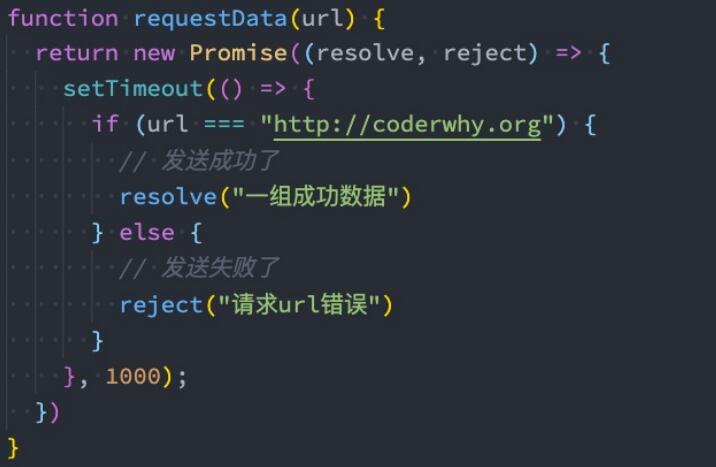 function requestData(url) {
  return new Promise((resolve, reject) => {
    setTimeout(() => {
      if (url === "http://coderwhy.org") {
        // 发送成功了
        resolve("一组成功数据")
      } else {
        // 发送失败了
        reject("请求url错误")
      }
    }, 1000);
  })
}